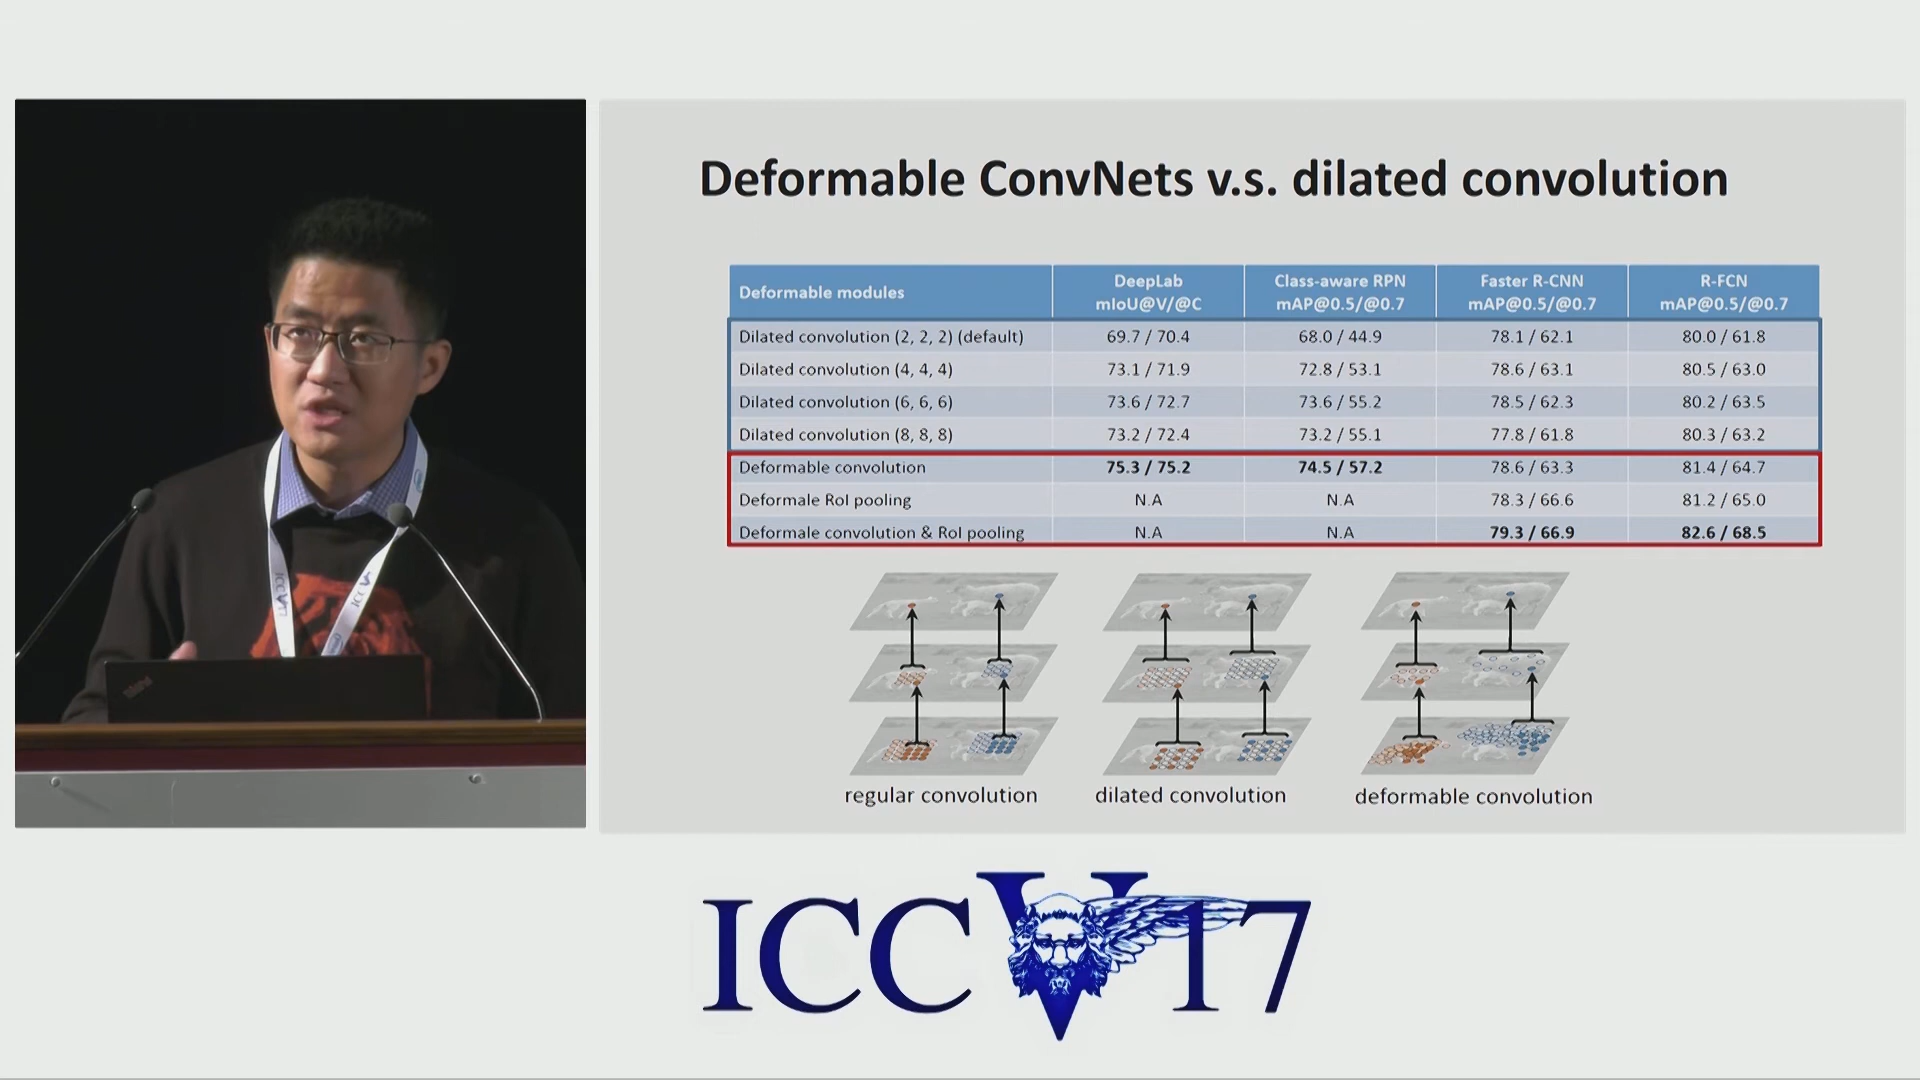 Deformable ConvNets v.s. dilated convolution
Deformable modules
DeepLab
mIoU@V/@C
Class-aware RPN
mAP@0.5/@0.7
Faster R-CNN
mAP@0.5/@0.7
R-FCN
mAP@0.5/@0.7
Dilated convolution (2, 2, 2) (default) 69.7 / 70.4 68.0 / 44.9 78.1 / 62.1 80.0 / 61.8
Dilated convolution (4, 4, 4) 73.1 / 71.9 72.8 / 53.1 78.6 / 63.1 80.5 / 63.0
Dilated convolution (6, 6, 6) 73.6 / 72.7 73.6 / 55.2 78.5 / 62.3 80.2 / 63.5
Dilated convolution (8, 8, 8) 73.2 / 72.4 73.2 / 55.1 77.8 / 61.8 80.3 / 63.2
Deformable convolution 75.3 / 75.2 74.5 / 57.2 78.6 / 63.3 81.4 / 64.7
Deformale RoI pooling N.A N.A 78.3 / 66.6 81.2 / 65.0
Deformale convolution & RoI pooling N.A N.A 79.3 / 66.9 82.6 / 68.5
regular convolution
dilated convolution
deformable convolution
ICCV17
ICCV17
ICCV